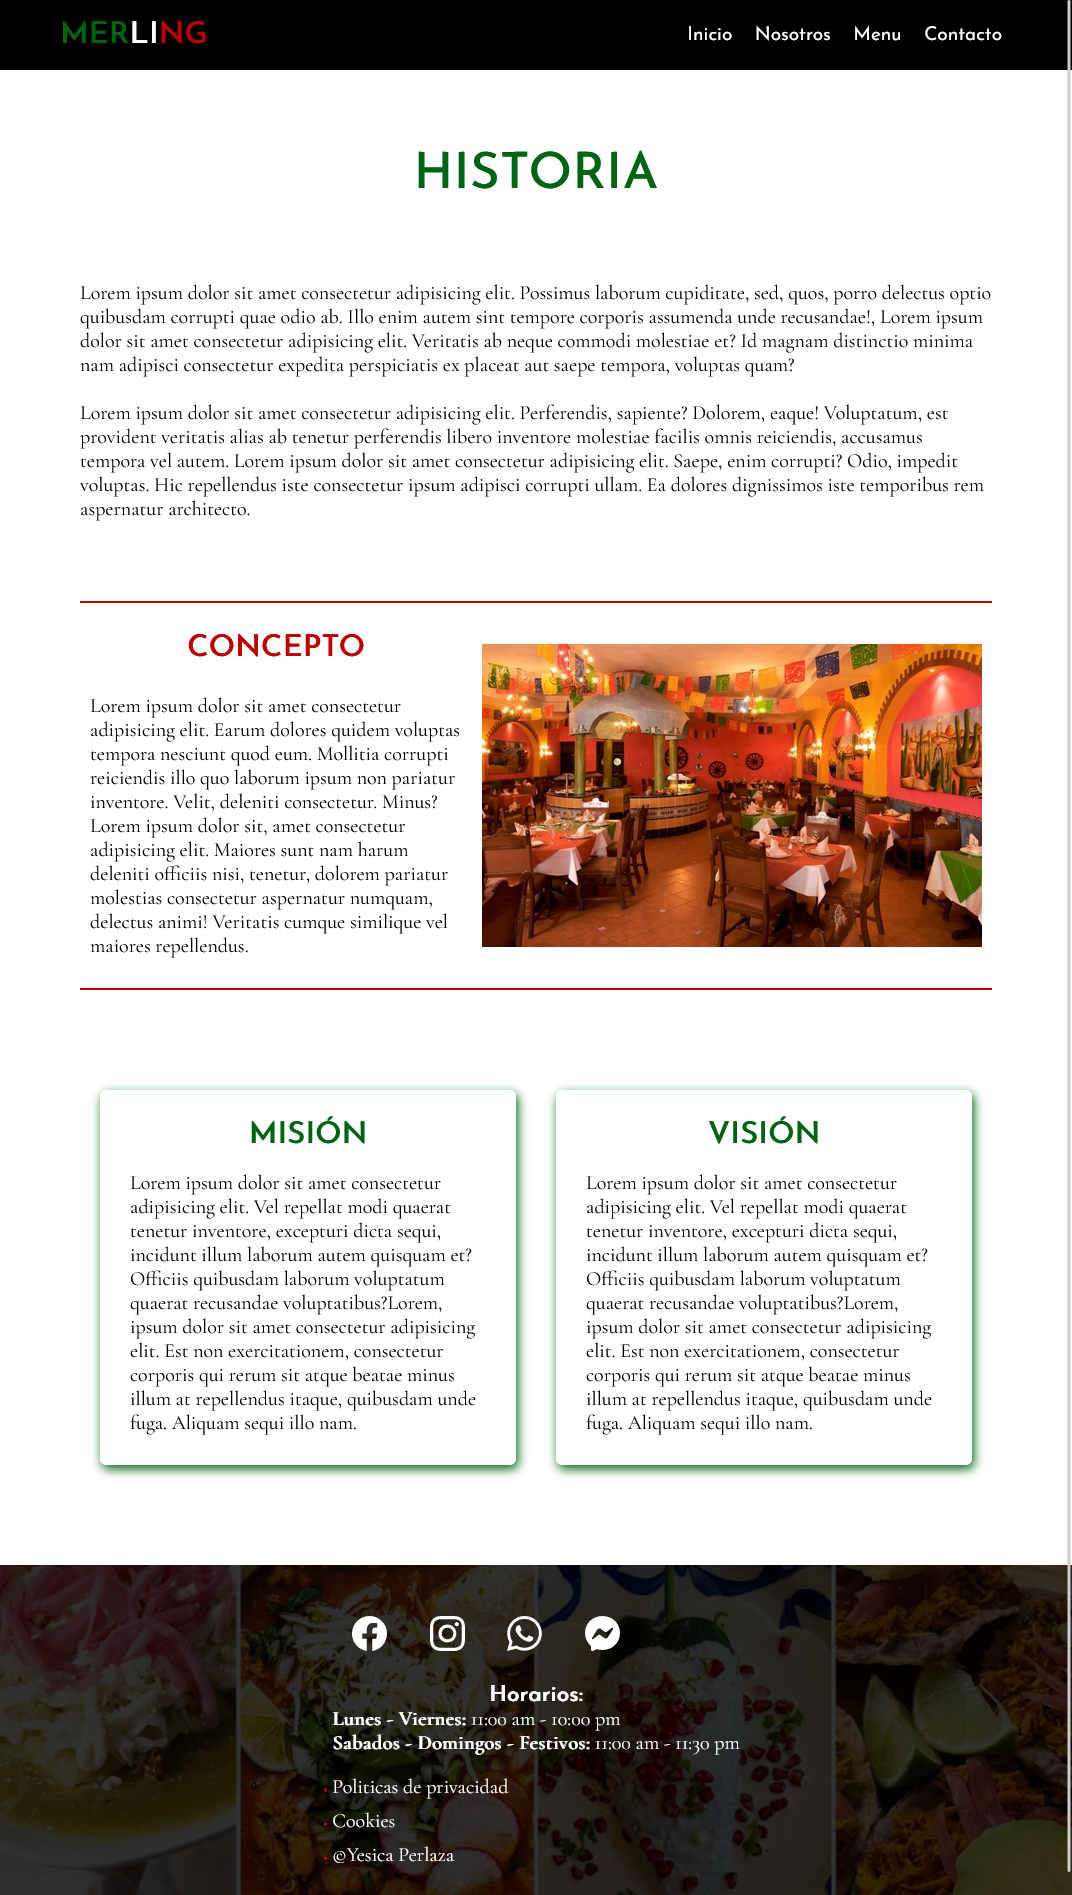 MERLING
Inicio Nosotros Menu Contacto
HISTORIA
Lorem ipsum dolor sit amet consectetur adipisicing elit. Possimus laborum cupiditate, sed, quos, porro delectus optio
quibusdam corrupti quae odio ab. Illo enim autem sint tempore corporis assumenda unde recusandae!, Lorem ipsum
dolor sit amet consectetur adipisicing elit. Veritatis ab neque commodi molestiae et? Id magnam distinctio minima
nam adipisci consectetur expedita perspiciatis ex placeat aut saepe tempora, voluptas quam?
Lorem ipsum dolor sit amet consectetur adipisicing elit. Perferendis, sapiente? Dolorem, eaque! Voluptatum, est
provident veritatis alias ab tenetur perferendis libero inventore molestiae facilis omnis reiciendis, accusamus
tempora vel autem. Lorem ipsum dolor sit amet consectetur adipisicing elit. Saepe, enim corrupti? Odio, impedit
voluptas. Hic repellendus iste consectetur ipsum adipisci corrupti ullam. Ea dolores dignissimos iste temporibus rem
aspernatur architecto.
CONCEPTO
Lorem ipsum dolor sit amet consectetur
adipisicing elit. Earum dolores quidem voluptas
tempora nesciunt quod eum. Mollitia corrupti
reiciendis illo quo laborum ipsum non pariatur
inventore. Velit, deleniti consectetur. Minus?
Lorem ipsum dolor sit, amet consectetur
adipisicing elit. Maiores sunt nam harum
deleniti officiis nisi, tenetur, dolorem pariatur
molestias consectetur aspernatur numquam,
delectus animi! Veritatis cumque similique vel
maiores repellendus.
MISIÓN
Lorem ipsum dolor sit amet consectetur
adipisicing elit. Vel repellat modi quaerat
tenetur inventore, excepturi dicta sequi,
incidunt illum laborum autem quisquam et?
Officiis quibusdam laborum voluptatum
quaerat recusandae voluptatibus?Lorem,
ipsum dolor sit amet consectetur adipisicing
elit. Est non exercitationem, consectetur
corporis qui rerum sit atque beatae minus
illum at repellendus itaque, quibusdam unde
fuga. Aliquam sequi illo nam.
VISIÓN
Lorem ipsum dolor sit amet consectetur
adipisicing elit. Vel repellat modi quaerat
tenetur inventore, excepturi dicta sequi,
incidunt illum laborum autem quisquam et?
Officiis quibusdam laborum voluptatum
quaerat recusandae voluptatibus?Lorem,
ipsum dolor sit amet consectetur adipisicing
elit. Est non exercitationem, consectetur
corporis qui rerum sit atque beatae minus
illum at repellendus itaque, quibusdam unde
fuga. Aliquam sequi illo nam.
Horarios:
Lunes - Viernes: 11:00 am - 10:00 pm
Sabados - Domingos - Festivos: 11:00 am - 11:30 pm
Politicas de privacidad
Cookies
@Yesica Perlaza